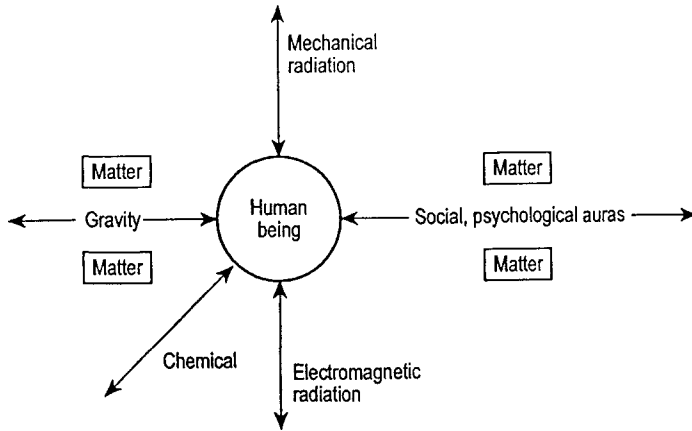 Mechanical
radiation
Matter
Matter
Gravity
Human
being
Social, psychological auras
Matter
Matter
Chemical
Electromagnetic
radiation